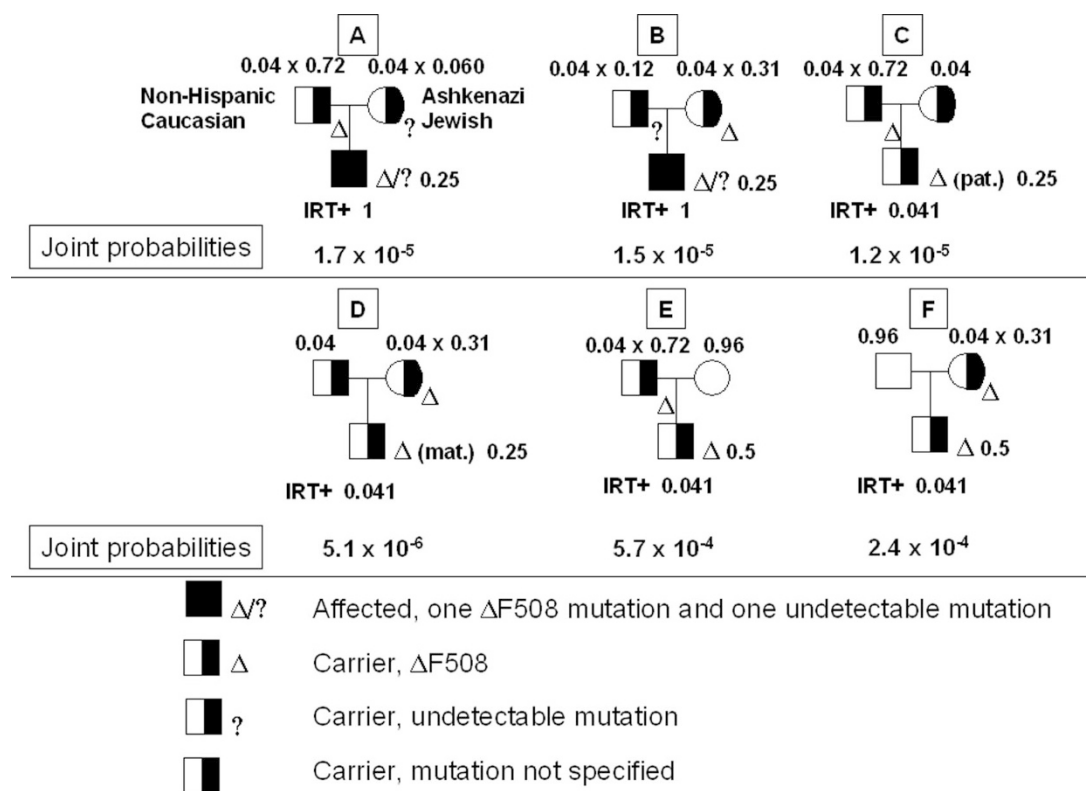 A B C
0.04 x 0.72 0.04 x 0.060 0.04 x 0.12 0.04 x 0.31 0.04 x 0.72 0.04
Non-Hispanic Caucasian Ashkenazi Jewish
Δ ? ? Δ Δ
Δ/? 0.25 Δ/? 0.25 Δ (pat.) 0.25
IRT+ 1 IRT+ 1 IRT+ 0.041
Joint probabilities 1.7 x 10⁻⁵ 1.5 x 10⁻⁵ 1.2 x 10⁻⁵
D E F
0.04 0.04 x 0.31 0.04 x 0.72 0.96 0.96 0.04 x 0.31
Δ Δ Δ
Δ (mat.) 0.25 Δ 0.5 Δ 0.5
IRT+ 0.041 IRT+ 0.041 IRT+ 0.041
Joint probabilities 5.1 x 10⁻⁶ 5.7 x 10⁻⁴ 2.4 x 10⁻⁴
Δ/? Affected, one ΔF508 mutation and one undetectable mutation
Δ Carrier, ΔF508
? Carrier, undetectable mutation
Carrier, mutation not specified